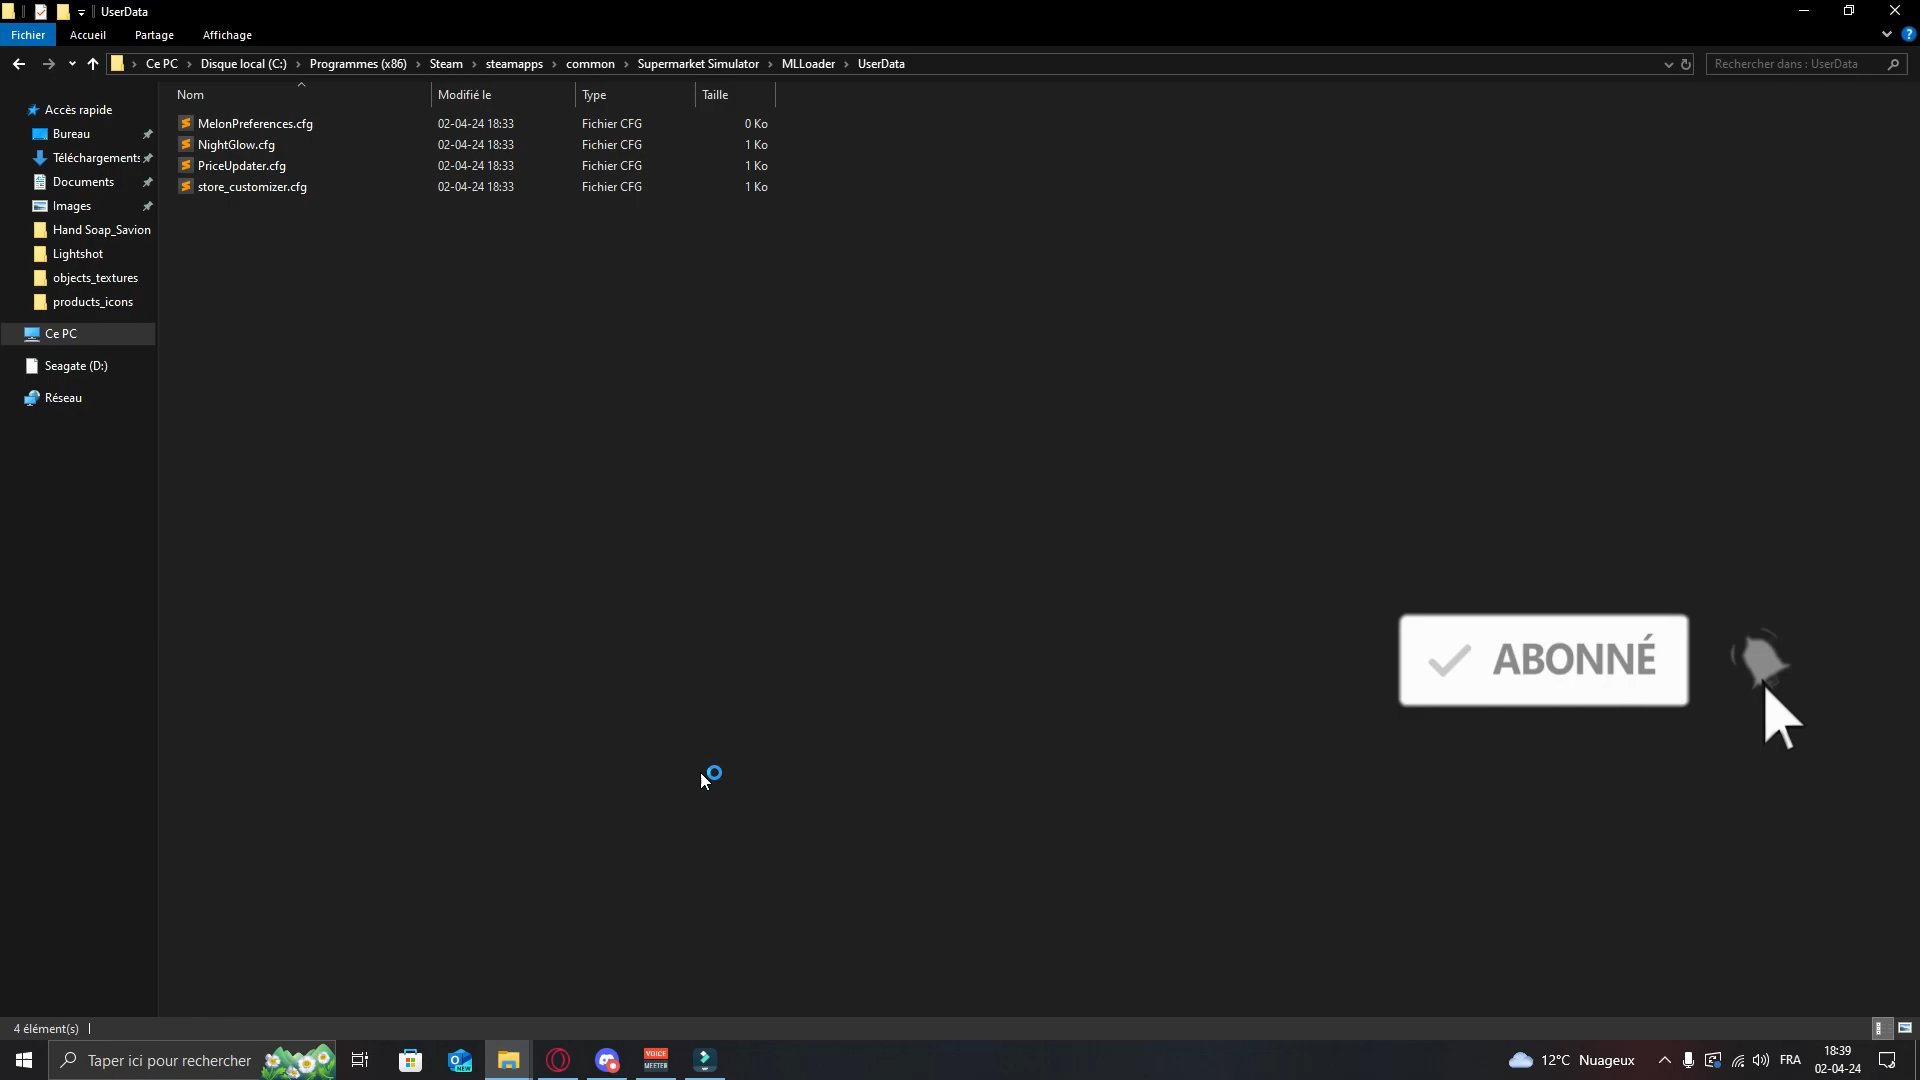 UserData
Fichier Accueil Partage Affichage
Ce PC Disque local (C:) Programmes (x86) Steam steamapps common Supermarket Simulator MLLoader UserData
Rechercher dans : UserData
Nom Modifié le Type Taille
MelonPreferences.cfg 02-04-24 18:33 Fichier CFG 0 Ko
NightGlow.cfg 02-04-24 18:33 Fichier CFG 1 Ko
PriceUpdater.cfg 02-04-24 18:33 Fichier CFG 1 Ko
store_customizer.cfg 02-04-24 18:33 Fichier CFG 1 Ko
Accès rapide
Bureau
Téléchargements
Documents
Images
Hand Soap_Savion
Lightshot
objects_textures
products_icons
Ce PC
Seagate (D:)
Réseau
ABONNÉ
4 élément(s)
Taper ici pour rechercher
NEW
VOICE
MEETER
12°C Nuageux
FRA
18:39
02-04-24